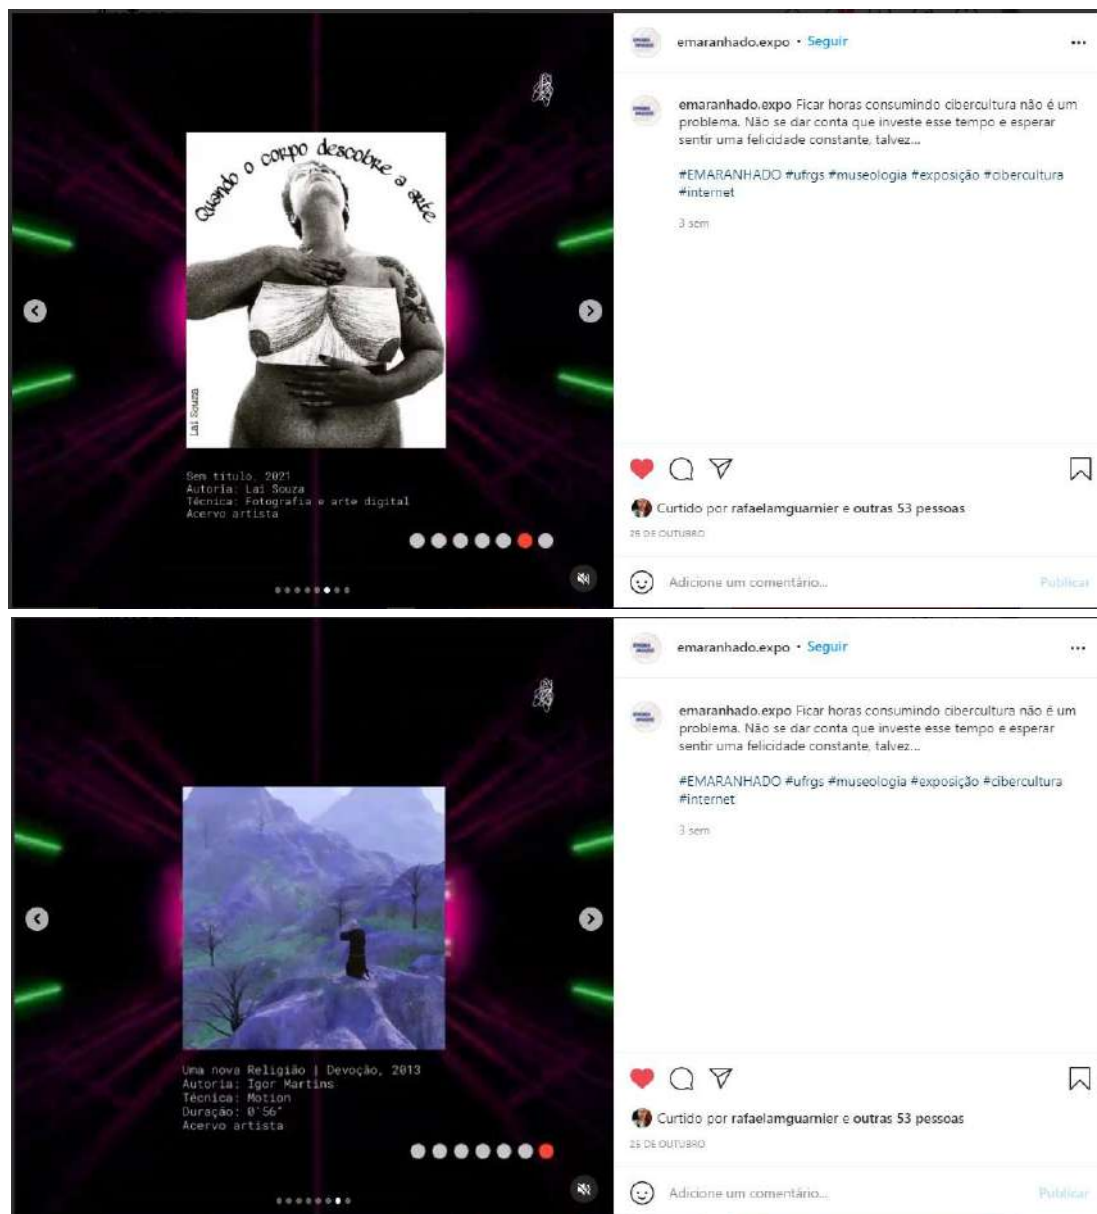 emaranhado.expo • Seguir
emaranhado.expo Ficar horas consumindo cibercultura não é um
problema. Não se dar conta que investe esse tempo e esperar
sentir uma felicidade constante, talvez...
#EMARANHADO #ufrgs #museologia #exposição #cibercultura
#internet
3 sem
Quando o corpo descobre a arte
Lai Souza
Sem título, 2021
Autoria: Lai Souza
Técnica: Fotografia e arte digital
Acervo artista
Curtido por rafaelamguarnier e outras 53 pessoas
DE OUTUBRO
Adicione um comentário...
Publicar
emaranhado.expo • Seguir
emaranhado.expo Ficar horas consumindo cibercultura não é um
problema. Não se dar conta que investe esse tempo e esperar
sentir uma felicidade constante, talvez...
#EMARANHADO #ufrgs #museologia #exposição #cibercultura
#internet
3 sem
Uma nova Religião | Devoção, 2013
Autoria: Igor Martins
Técnica: Motion
Duração: 0'56"
Acervo artista
Curtido por rafaelamguarnier e outras 53 pessoas
DE OUTUBRO
Adicione um comentário...
Publicar